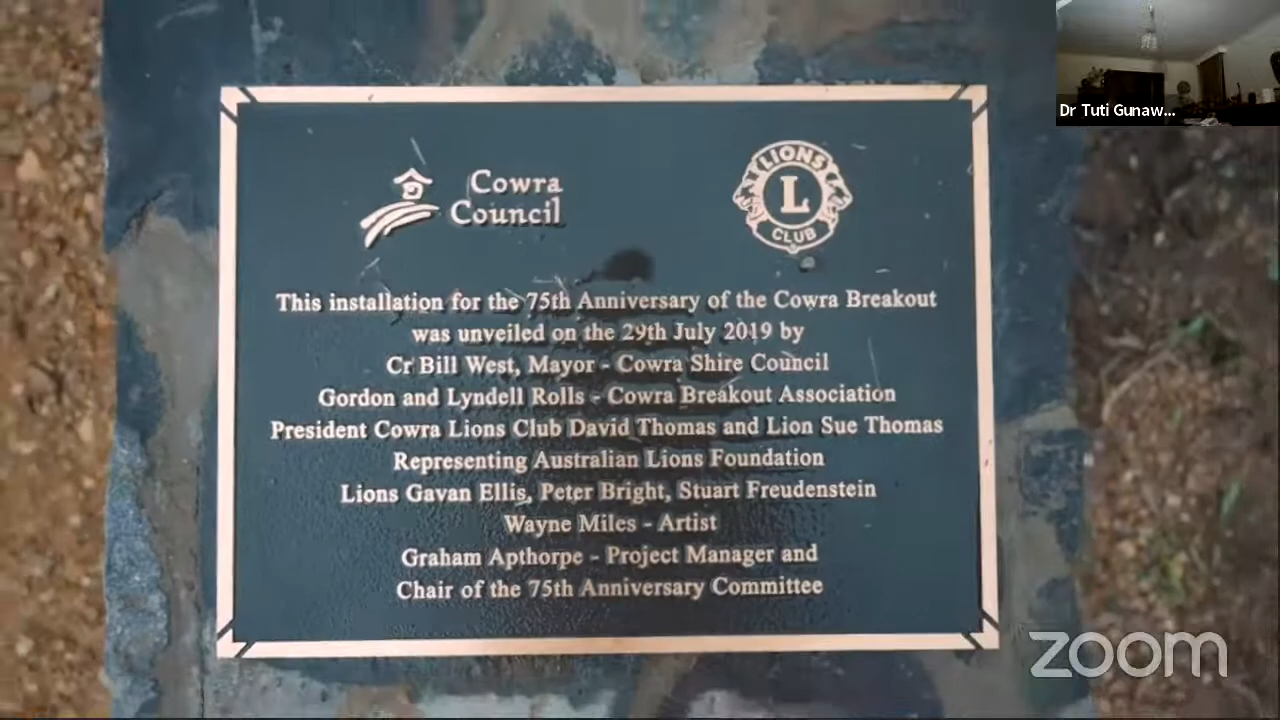 Dr Tuti Gunaw...
Cowra
Council
LIONS
L
CLUB
This installation for the 75th Anniversary of the Cowra Breakout
was unveiled on the 29th July 2019 by
Cr Bill West, Mayor - Cowra Shire Council
Gordon and Lyndell Rolls - Cowra Breakout Association
President Cowra Lions Club David Thomas and Lion Sue Thomas
Representing Australian Lions Foundation
Lions Gavan Ellis, Peter Bright, Stuart Freudenstein
Wayne Miles - Artist
Graham Apthorpe - Project Manager and
Chair of the 75th Anniversary Committee
zoom